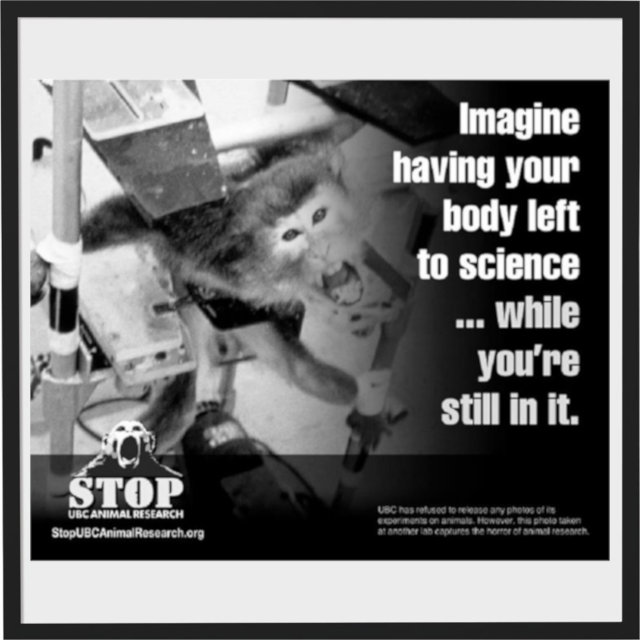 Imagine
having your
body left
to science
... while
you're
still in it.
STOP
UBC ANIMAL RESEARCH
StopUBCAnimalResearch.org
UBC has refused to release any photos of its
experiments on animals. However, this photo taken
at another lab captures the horror of animal research.